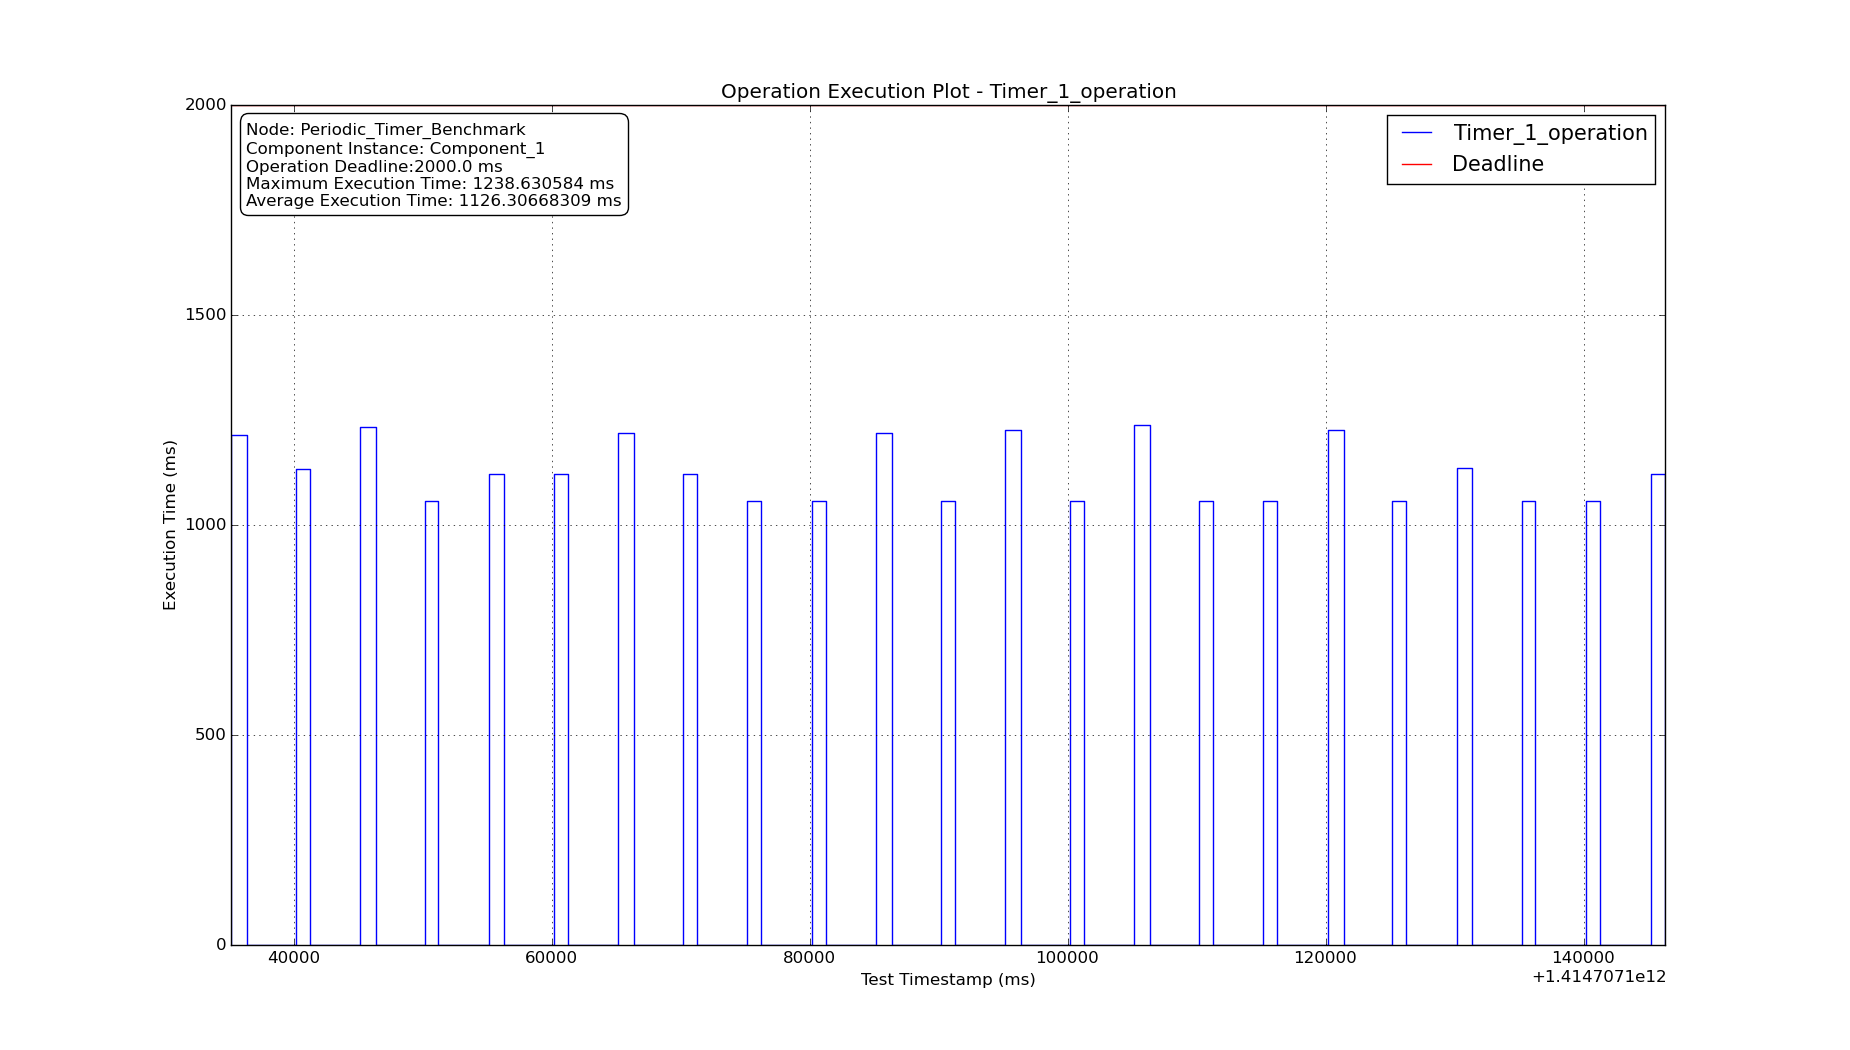 Operation Execution Plot - Timer_1_operation
2000
Node: Periodic_Timer_Benchmark
Component Instance: Component_1
Operation Deadline:2000.0 ms
Maximum Execution Time: 1238.630584 ms
Average Execution Time: 1126.30668309 ms
Timer_1_operation
Deadline
1500
1000
500
0
Execution Time (ms)
40000 60000 80000 100000 120000 140000
Test Timestamp (ms)
+1.4147071e12